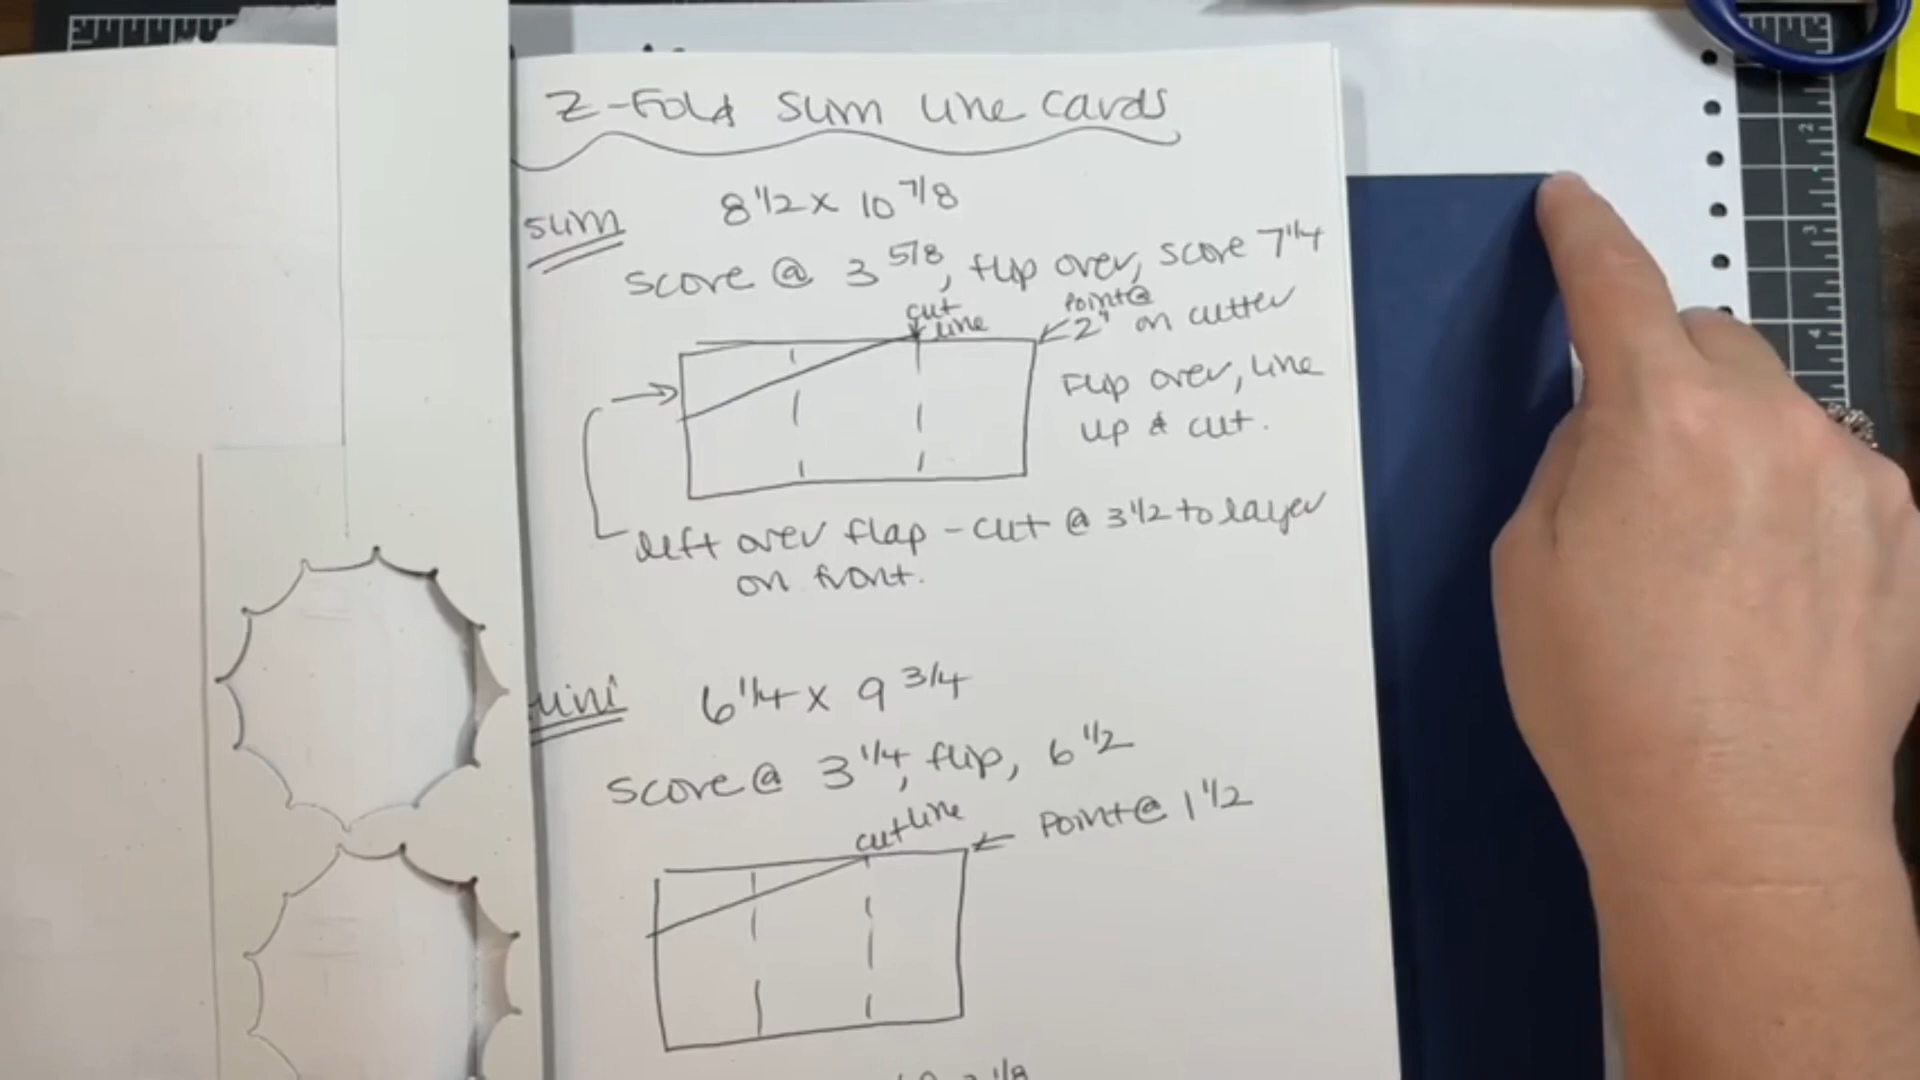 Z-Fold Slim Line Cards
slim 8 1/2 x 10 7/8
score @ 3 5/8, flip over, score 7 1/4
cut line
Point @ 2" on cutter
Flip over, line up & cut.
left over flap - cut @ 3 1/2 to layer
on front.
mini 6 1/4 x 9 3/4
score @ 3 1/4, flip, 6 1/2
cut line
Point @ 1 1/2
2
3
4